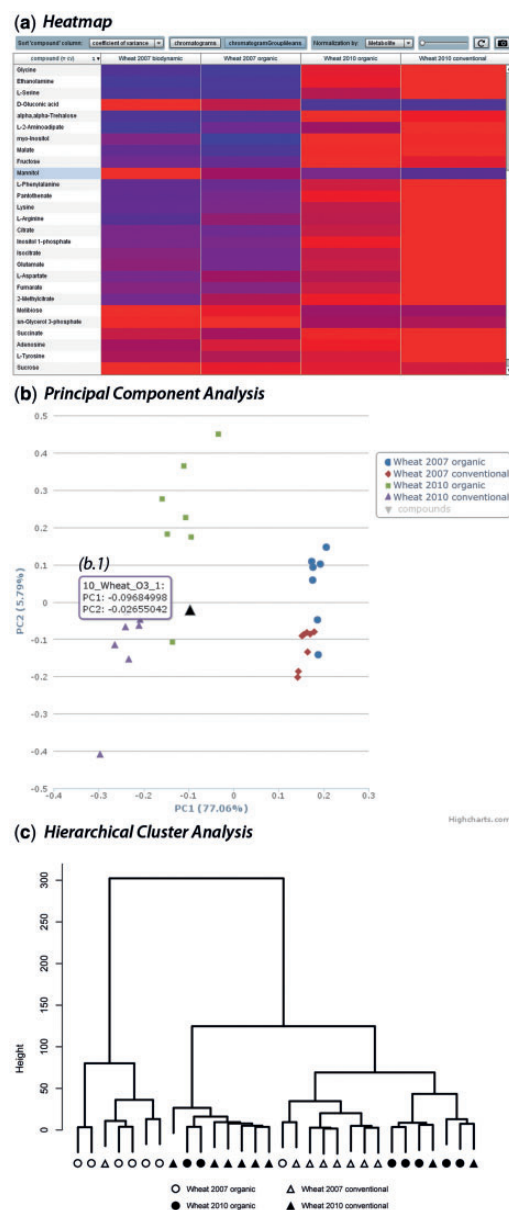 (a) Heatmap
Sort 'compound' column: coefficient of variance chromatograms chromatogramGroupMeans Normalization by: Metabolite
compound (n cv) Wheat 2007 biodynamic Wheat 2007 organic Wheat 2010 organic Wheat 2010 conventional
Glycine
Ethanolamine
L-Serine
D-Gluconic acid
alpha,alpha-Trehalose
L-2-Aminoadipate
myo-Inositol
Malate
Fructose
Mannitol
L-Phenylalanine
Pantothenate
Lysine
L-Arginine
Citrate
Inositol 1-phosphate
Isocitrate
Glutamate
L-Aspartate
Fumarate
2-Methylcitrate
Melibiose
sn-Glycerol 3-phosphate
Succinate
Adenosine
L-Tyrosine
Sucrose
(b) Principal Component Analysis
0.5
0.4
0.3
0.2
0.1
0
-0.1
-0.2
-0.3
-0.4
-0.5
PC2 (5.79%)
Wheat 2007 organic
Wheat 2007 conventional
Wheat 2010 organic
Wheat 2010 conventional
compounds
(b.1)
10_Wheat_O3_1:
PC1: -0.09684998
PC2: -0.02655042
-0.4 -0.3 -0.2 -0.1 0 0.1 0.2 0.3
PC1 (77.06%)
Highcharts.com
(c) Hierarchical Cluster Analysis
300
250
200
150
100
50
0
Height
Wheat 2007 organic Wheat 2007 conventional
Wheat 2010 organic Wheat 2010 conventional